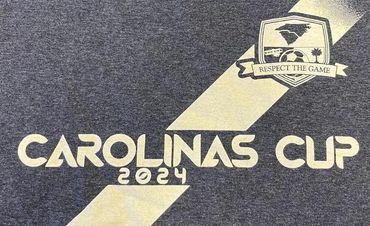 RESPECT THE GAME
CAROLINAS CUP
2024